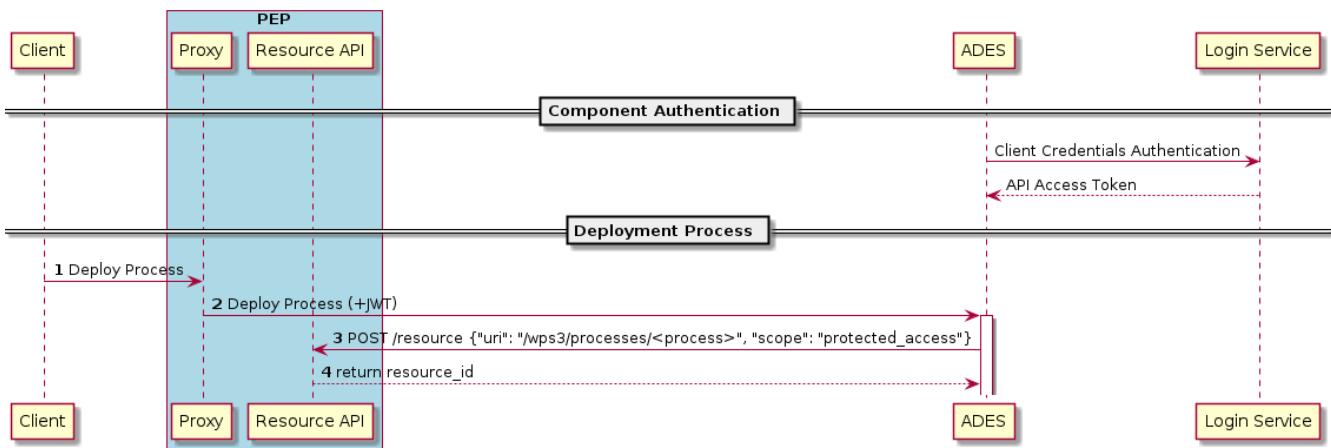 PEP
Client
Proxy
Resource API
ADES
Login Service
Component Authentication
Client Credentials Authentication
API Access Token
Deployment Process
1 Deploy Process
2 Deploy Process (+JWT)
3 POST /resource {"uri": "/wps3/processes/<process>", "scope": "protected_access"}
4 return resource_id
Client
Proxy
Resource API
ADES
Login Service